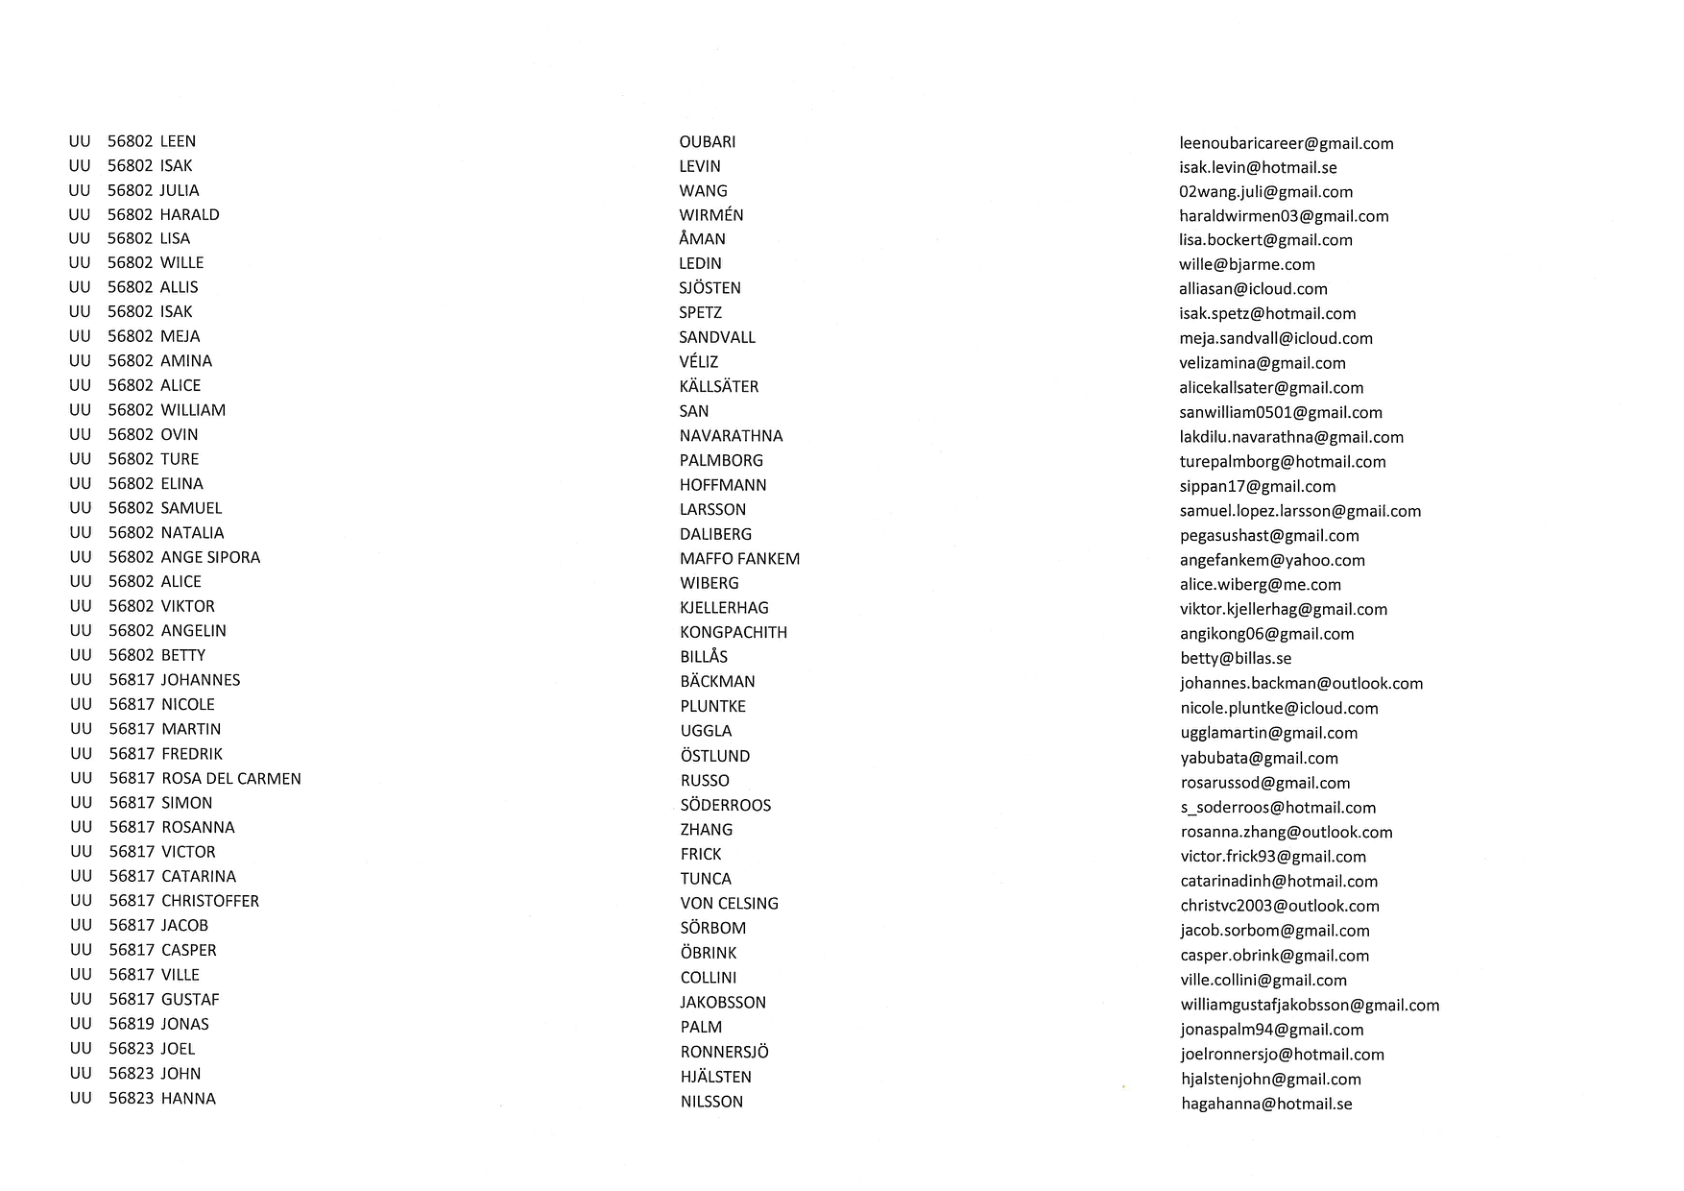 UU 56802 LEEN OUBARI leenoubaricareer@gmail.com
UU 56802 ISAK LEVIN isak.levin@hotmail.se
UU 56802 JULIA WANG 02wang.juli@gmail.com
UU 56802 HARALD WIRMÉN haraldwirmen03@gmail.com
UU 56802 LISA ÅMAN lisa.bockert@gmail.com
UU 56802 WILLE LEDIN wille@bjarme.com
UU 56802 ALLIS SJÖSTEN alliasan@icloud.com
UU 56802 ISAK SPETZ isak.spetz@hotmail.com
UU 56802 MEJA SANDVALL meja.sandvall@icloud.com
UU 56802 AMINA VÉLIZ velizamina@gmail.com
UU 56802 ALICE KÄLLSÄTER alicekallsater@gmail.com
UU 56802 WILLIAM SAN sanwilliam0501@gmail.com
UU 56802 OVIN NAVARATHNA lakdilu.navarathna@gmail.com
UU 56802 TURE PALMBORG turepalmborg@hotmail.com
UU 56802 ELINA HOFFMANN sippan17@gmail.com
UU 56802 SAMUEL LARSSON samuel.lopez.larsson@gmail.com
UU 56802 NATALIA DALIBERG pegasushast@gmail.com
UU 56802 ANGE SIPORA MAFFO FANKEM angefankem@yahoo.com
UU 56802 ALICE WIBERG alice.wiberg@me.com
UU 56802 VIKTOR KJELLERHAG viktor.kjellerhag@gmail.com
UU 56802 ANGELIN KONGPACHITH angikong06@gmail.com
UU 56802 BETTY BILLÅS betty@billas.se
UU 56817 JOHANNES BÄCKMAN johannes.backman@outlook.com
UU 56817 NICOLE PLUNTKE nicole.pluntke@icloud.com
UU 56817 MARTIN UGGLA ugglamartin@gmail.com
UU 56817 FREDRIK ÖSTLUND yabubata@gmail.com
UU 56817 ROSA DEL CARMEN RUSSO rosarussod@gmail.com
UU 56817 SIMON SÖDERROOS s_soderroos@hotmail.com
UU 56817 ROSANNA ZHANG rosanna.zhang@outlook.com
UU 56817 VICTOR FRICK victor.frick93@gmail.com
UU 56817 CATARINA TUNCA catarinadinh@hotmail.com
UU 56817 CHRISTOFFER VON CELSING christvc2003@outlook.com
UU 56817 JACOB SÖRBOM jacob.sorbom@gmail.com
UU 56817 CASPER ÖBRINK casper.obrink@gmail.com
UU 56817 VILLE COLLINI ville.collini@gmail.com
UU 56817 GUSTAF JAKOBSSON williamgustafjakobsson@gmail.com
UU 56819 JONAS PALM jonaspalm94@gmail.com
UU 56823 JOEL RONNERSJÖ joelronnersjo@hotmail.com
UU 56823 JOHN HJÄLSTEN hjalstenjohn@gmail.com
UU 56823 HANNA NILSSON hagahanna@hotmail.se